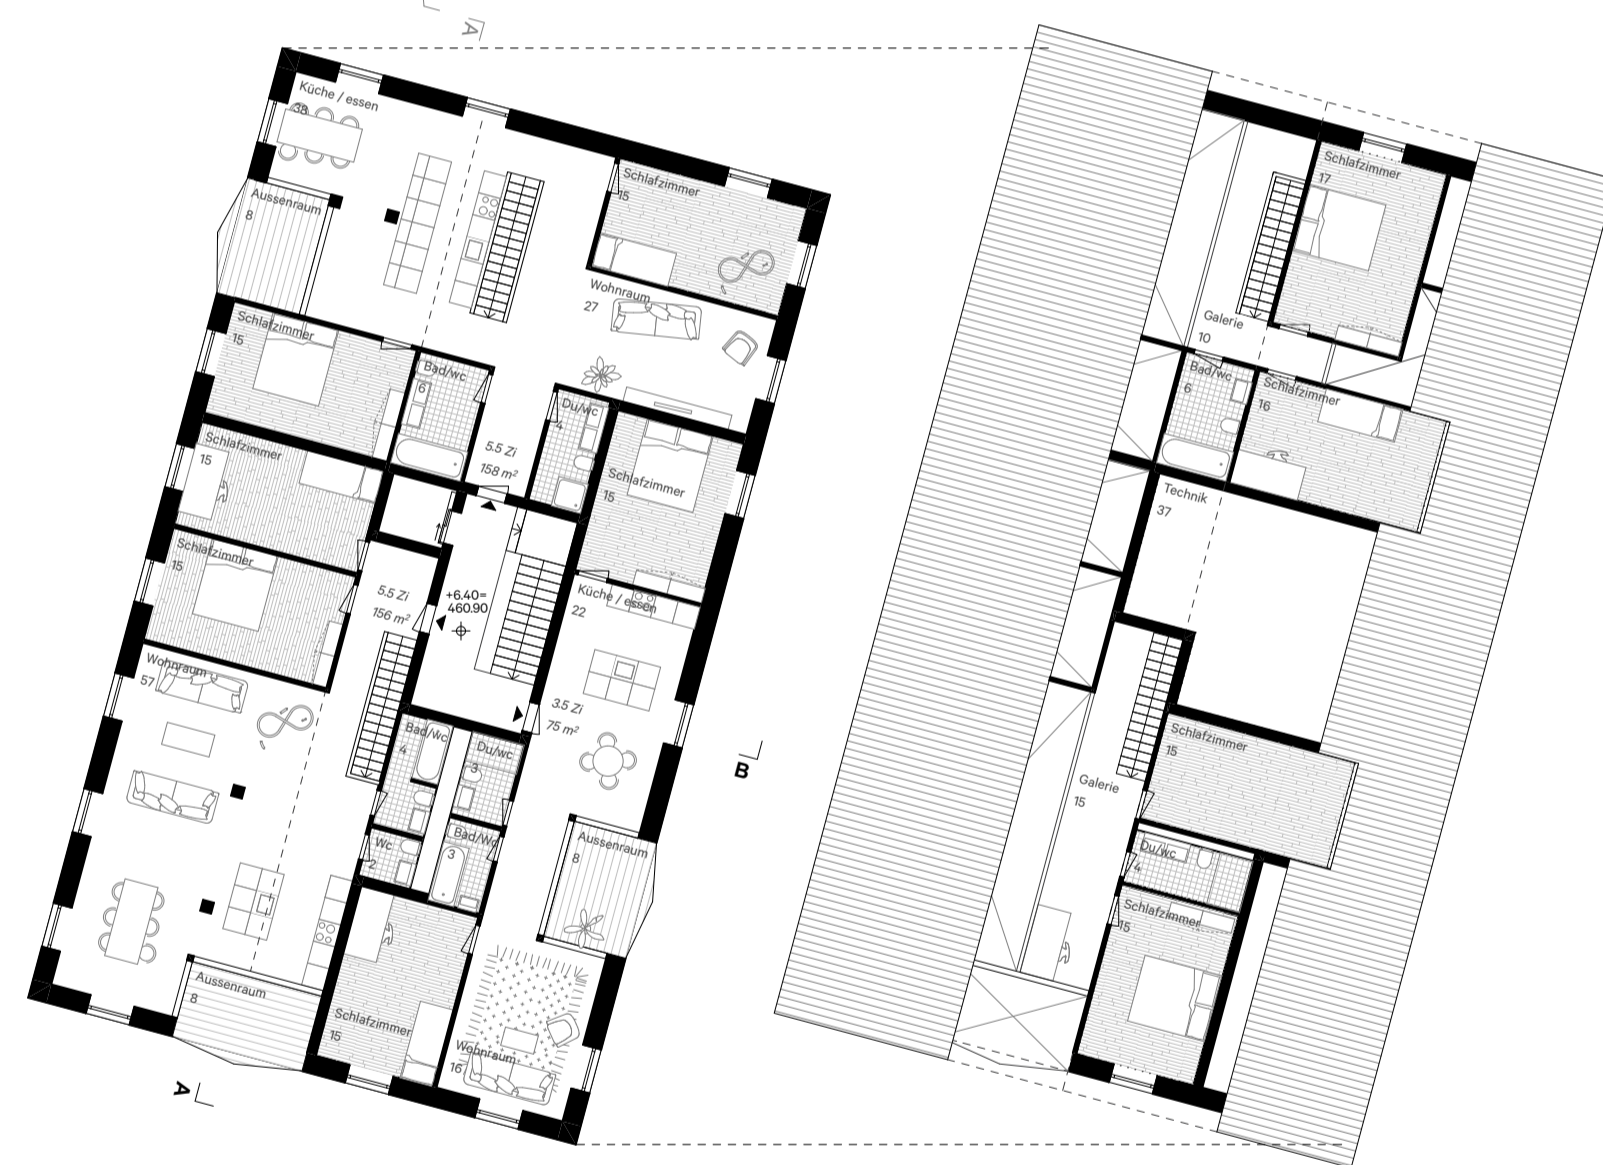 A
Küche / essen
38
Aussenraum
8
Schlafzimmer
15
Wohnraum
27
Schlafzimmer
15
Bad/wc
6
Du/wc
4
5.5 Zi
158 m²
Schlafzimmer
15
Schlafzimmer
15
Schlafzimmer
15
5.5 Zi
156 m²
+6.40=
460.90
Küche / essen
22
Wohnraum
57
3.5 Zi
75 m²
Bad/wc
4
Du/wc
3
Wc
2
Bad/Wc
3
Aussenraum
8
Aussenraum
8
Schlafzimmer
15
Wohnraum
16
A
B
Schlafzimmer
17
Galerie
10
Bad/wc
6
Schlafzimmer
16
Technik
37
Schlafzimmer
15
Galerie
15
Du/wc
4
Schlafzimmer
15